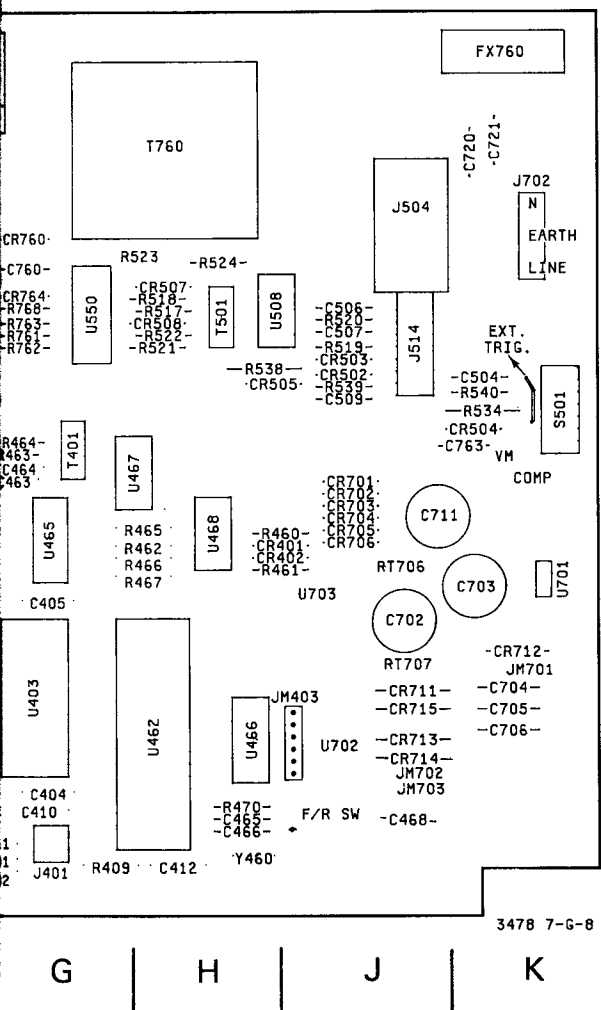 FX760
T760
-C720-
-C721-
J702
N
EARTH
LINE
J504
CR760·
R523
-R524-
-C760-
CR764
-R768-
-R763-
-R761-
-R762-
U550
·CR507·
-R518-
-R517-
·CR508·
-R522-
-R521-
T501
U508
-C506-
-R520-
-C507-
-R519-
·CR503·
·CR502·
-R539-
-C509-
J514
EXT.
TRIG.
—R538—
·CR505·
-C504-
-R540-
—R534—
·CR504·
-C763-
S501
VM
COMP
R464-
R463-
C464
C463
T401
U467
·CR701·
·CR702·
·CR703·
·CR704·
·CR705·
·CR706·
C711
U465
R465
R462
R466
R467
U468
-R460-
·CR401·
·CR402·
-R461-
RT706
C703
U701
U703
· C405 ·
C702
RT707
-CR712-
JM701
-C704-
-C705-
-C706-
U403
U462
U466
JM403
U702
-CR711-
-CR715-
-CR713-
-CR714-
JM702
JM703
· C404 ·
C410
-R470-
-C465-
-C466-
F/R SW
-C468-
J401
R409
· C412 ·
·Y460·
3478 7-G-8
G H J K